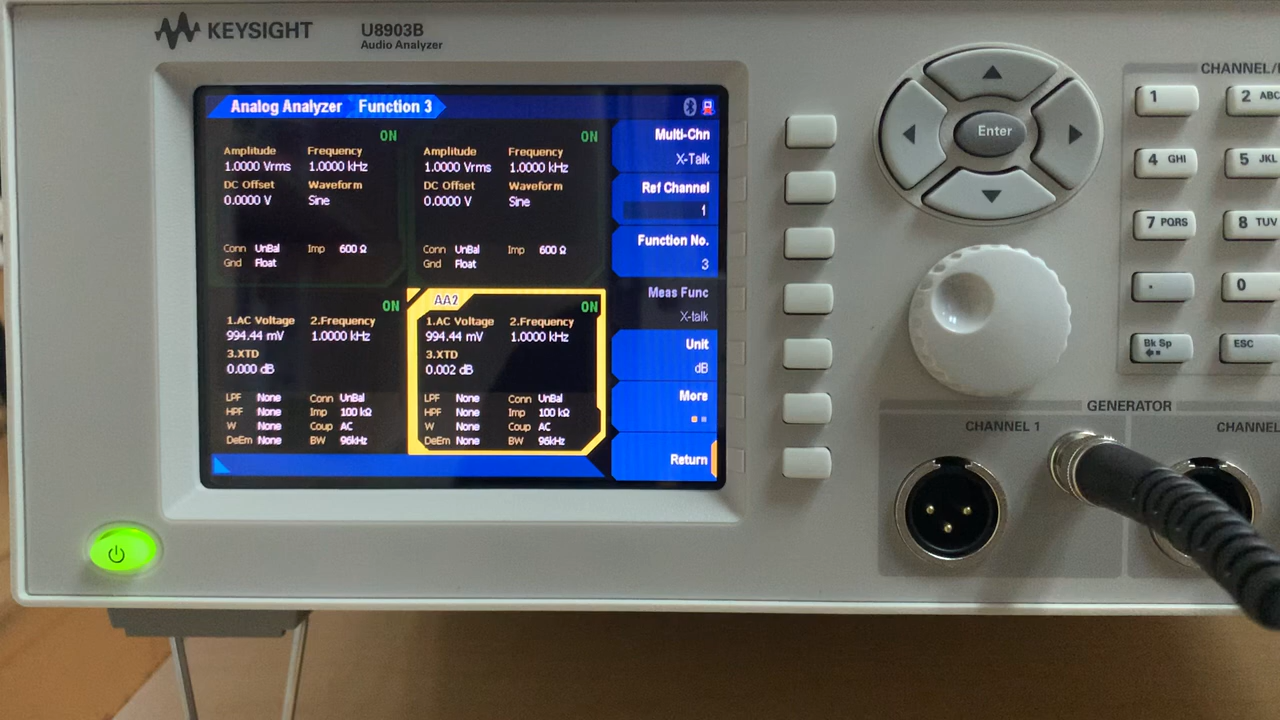 KEYSIGHT
U8903B
Audio Analyzer
Analog Analyzer Function 3
ON
Amplitude Frequency
1.0000 Vrms 1.0000 kHz
DC Offset Waveform
0.0000 V Sine
Conn UnBal Imp 600 Ω
Gnd Float
ON
Amplitude Frequency
1.0000 Vrms 1.0000 kHz
DC Offset Waveform
0.0000 V Sine
Conn UnBal Imp 600 Ω
Gnd Float
ON
1.AC Voltage 2.Frequency
994.44 mV 1.0000 kHz
3.XTD
0.000 dB
LPF None Conn UnBal
HPF None Imp 100 kΩ
W None Coup AC
DeEm None BW 96kHz
AA2
ON
1.AC Voltage 2.Frequency
994.44 mV 1.0000 kHz
3.XTD
0.002 dB
LPF None Conn UnBal
HPF None Imp 100 kΩ
W None Coup AC
DeEm None BW 96kHz
Multi-Chn
X-Talk
Ref Channel
1
Function No.
3
Meas Func
X-talk
Unit
dB
More
Return
Enter
CHANNEL/
1 2 ABC
4 GHI 5 JKL
7 PQRS 8 TUV
. 0
Bk Sp ESC
GENERATOR
CHANNEL 1 CHANNEL